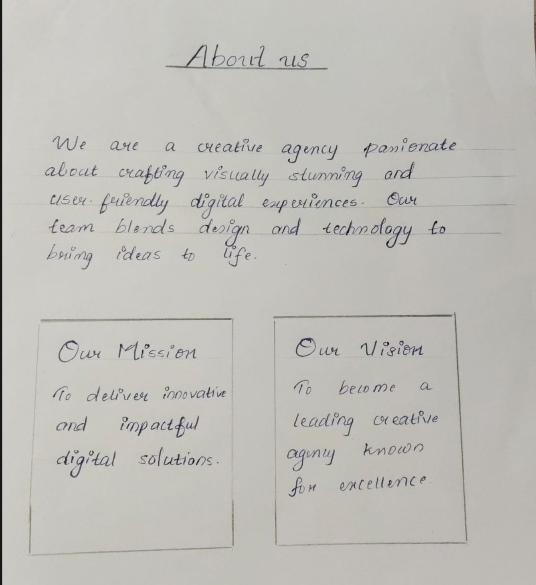 About us
We are a creative agency passionate
about crafting visually stunning and
user-friendly digital experiences. Our
team blends design and technology to
bring ideas to life.
Our Mission
To deliver innovative
and impactful
digital solutions.
Our Vision
To become a
leading creative
agency known
for excellence